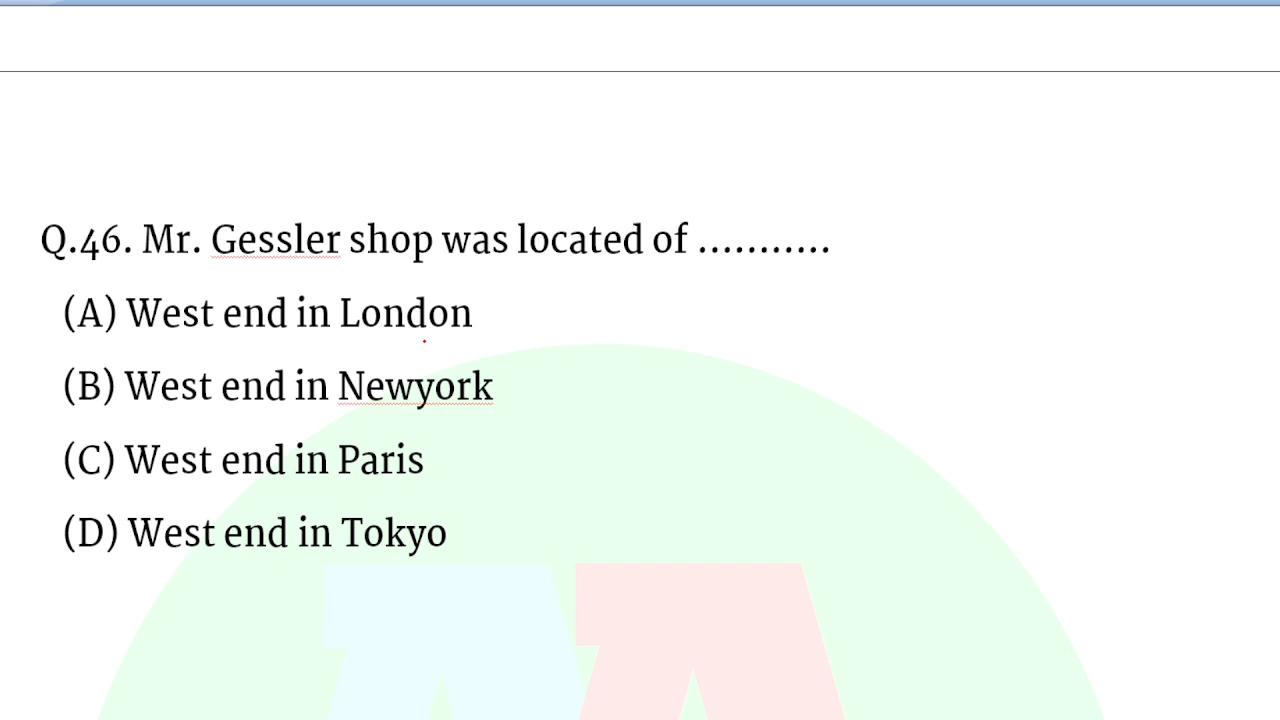 Q.46. Mr. Gessler shop was located of ...........
(A) West end in London
(B) West end in Newyork
(C) West end in Paris
(D) West end in Tokyo